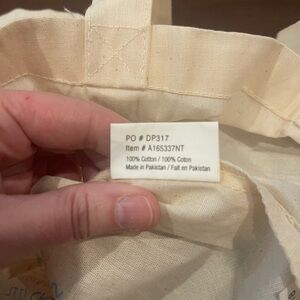 PO # DP317
Item # A165337NT
100% Cotton / 100% Coton
Made in Pakistan / Fait en Pakistan